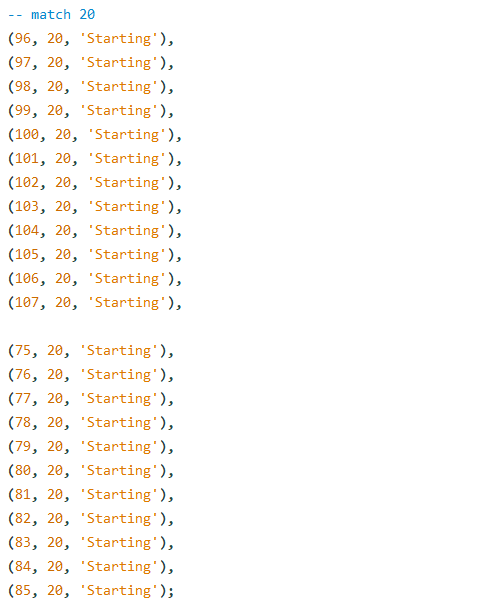 -- match 20
(96, 20, 'Starting'),
(97, 20, 'Starting'),
(98, 20, 'Starting'),
(99, 20, 'Starting'),
(100, 20, 'Starting'),
(101, 20, 'Starting'),
(102, 20, 'Starting'),
(103, 20, 'Starting'),
(104, 20, 'Starting'),
(105, 20, 'Starting'),
(106, 20, 'Starting'),
(107, 20, 'Starting'),

(75, 20, 'Starting'),
(76, 20, 'Starting'),
(77, 20, 'Starting'),
(78, 20, 'Starting'),
(79, 20, 'Starting'),
(80, 20, 'Starting'),
(81, 20, 'Starting'),
(82, 20, 'Starting'),
(83, 20, 'Starting'),
(84, 20, 'Starting'),
(85, 20, 'Starting');